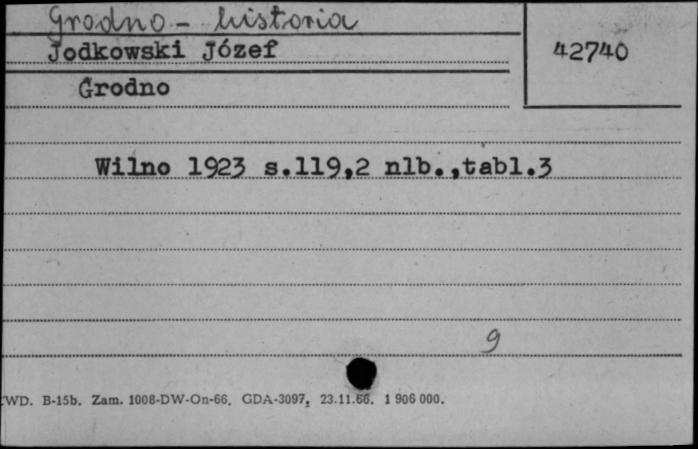 Grodno - historia
Jodkowski Józef
42740
Grodno
Wilno 1923 s.119,2 nlb.,tabl.3
9
WD. B-15b. Zam. 1008-DW-On-66. GDA-3097. 23.11.66. 1 906 000.